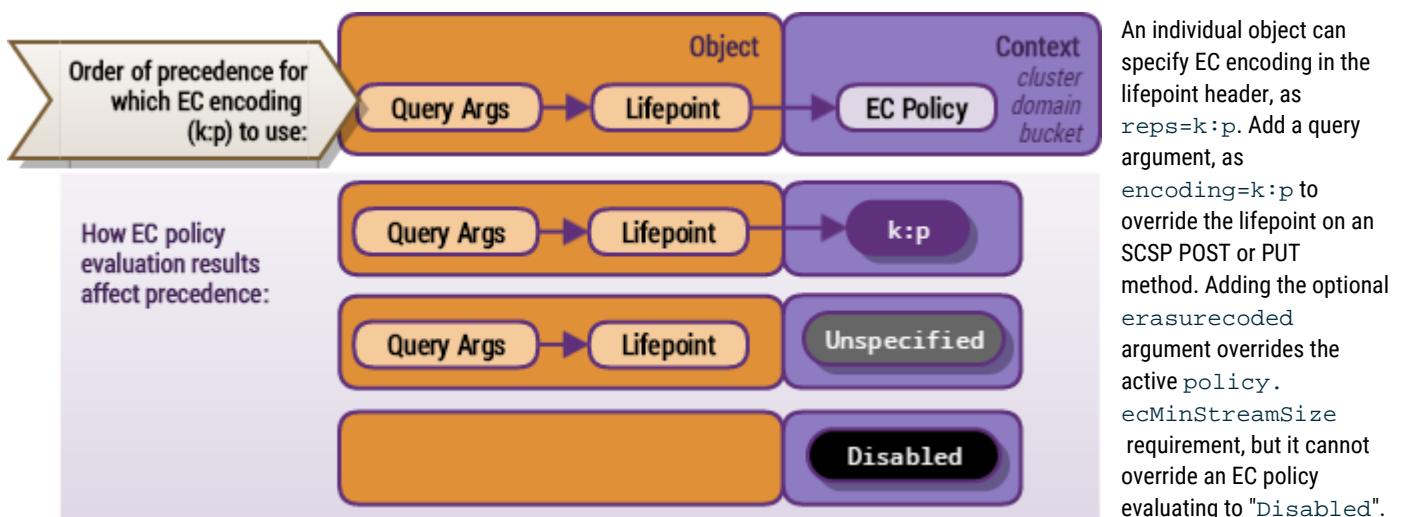 Order of precedence for
which EC encoding
(k:p) to use:
Object
Query Args
Lifepoint
Context
cluster
domain
bucket
EC Policy
How EC policy
evaluation results
affect precedence:
Query Args
Lifepoint
k:p
Query Args
Lifepoint
Unspecified
Disabled
An individual object can
specify EC encoding in the
lifepoint header, as
reps=k:p. Add a query
argument, as
encoding=k:p to
override the lifepoint on an
SCSP POST or PUT
method. Adding the optional
erasurecoded
argument overrides the
active policy.
ecMinStreamSize
requirement, but it cannot
override an EC policy
evaluating to "Disabled".